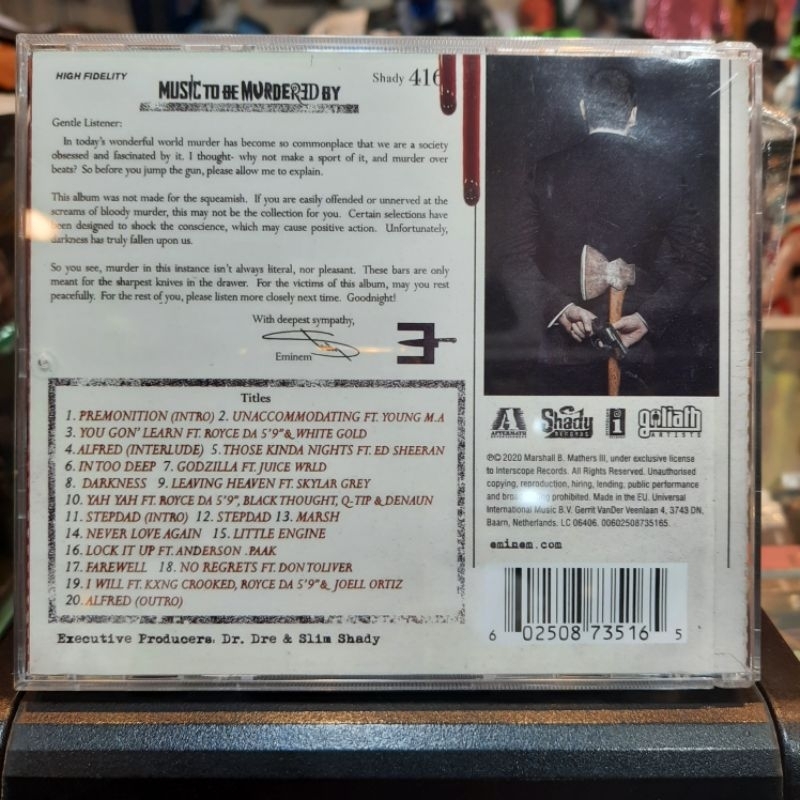 HIGH FIDELITY
MUSIC TO BE MURDERED BY
Shady 416
Gentle Listener:
In today's wonderful world murder has become so commonplace that we are a society
obsessed and fascinated by it. I thought- why not make a sport of it, and murder over
beats? So before you jump the gun, please allow me to explain.
This album was not made for the squeamish. If you are easily offended or unnerved at the
screams of bloody murder, this may not be the collection for you. Certain selections have
been designed to shock the conscience, which may cause positive action. Unfortunately,
darkness has truly fallen upon us.
So you see, murder in this instance isn't always literal, nor pleasant. These bars are only
meant for the sharpest knives in the drawer. For the victims of this album, may you rest
peacefully. For the rest of you, please listen more closely next time. Goodnight!
With deepest sympathy,
Eminem
Titles
1. PREMONITION (INTRO) 2. UNACCOMMODATING FT. YOUNG M.A
3. YOU GON' LEARN FT. ROYCE DA 5'9" & WHITE GOLD
4. ALFRED (INTERLUDE) 5. THOSE KINDA NIGHTS FT. ED SHEERAN
6. IN TOO DEEP 7. GODZILLA FT. JUICE WRLD
8. DARKNESS 9. LEAVING HEAVEN FT. SKYLAR GREY
10. YAH YAH FT. ROYCE DA 5'9", BLACK THOUGHT, Q-TIP & DENAUN
11. STEPDAD (INTRO) 12. STEPDAD 13. MARSH
14. NEVER LOVE AGAIN 15. LITTLE ENGINE
16. LOCK IT UP FT. ANDERSON .PAAK
17. FAREWELL 18. NO REGRETS FT. DON TOLIVER
19. I WILL FT. KXNG CROOKED, ROYCE DA 5'9" & JOELL ORTIZ
20. ALFRED (OUTRO)
Executive Producers: Dr. Dre & Slim Shady
AFTERMATH
Shady
RECORDS
i
goliath
ARTISTS
℗© 2020 Marshall B. Mathers III, under exclusive license
to Interscope Records. All Rights Reserved. Unauthorised
copying, reproduction, hiring, lending, public performance
and broadcasting prohibited. Made in the EU. Universal
International Music B.V. Gerrit VanDer Veenlaan 4, 3743 DN,
Baarn, Netherlands. LC 06406. 00602508735165.
eminem.com
6 02508 73516 5